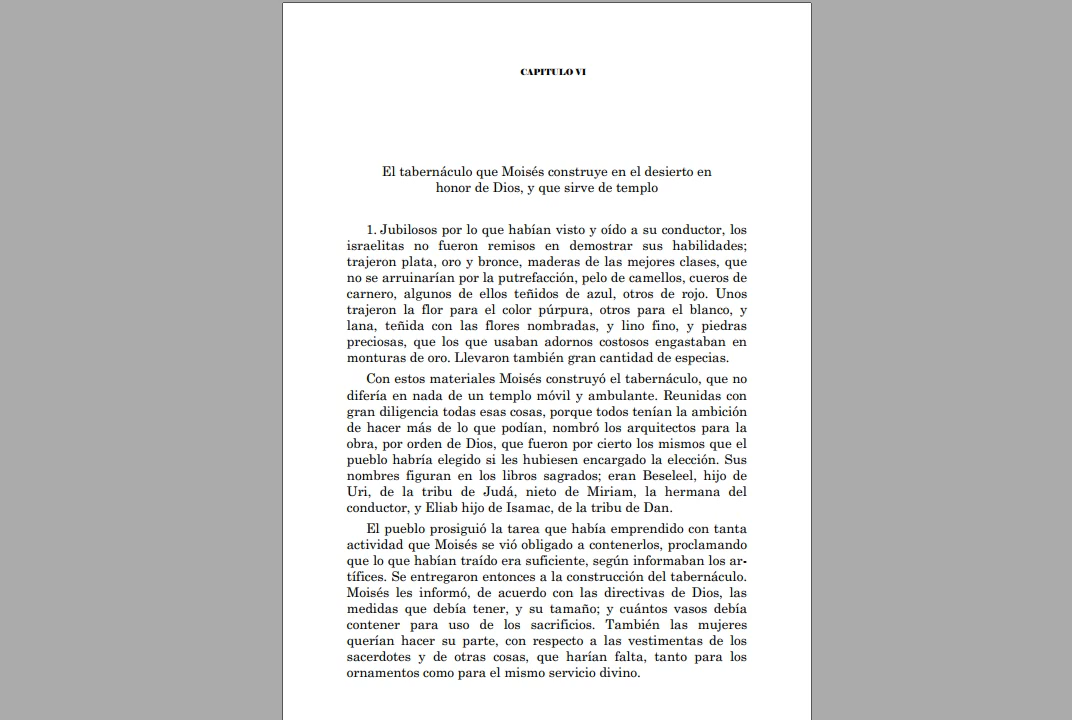 CAPITULO VI
El tabernáculo que Moisés construye en el desierto en
honor de Dios, y que sirve de templo
1. Jubilosos por lo que habían visto y oído a su conductor, los
israelitas no fueron remisos en demostrar sus habilidades;
trajeron plata, oro y bronce, maderas de las mejores clases, que
no se arruinarían por la putrefacción, pelo de camellos, cueros de
carnero, algunos de ellos teñidos de azul, otros de rojo. Unos
trajeron la flor para el color púrpura, otros para el blanco, y
lana, teñida con las flores nombradas, y lino fino, y piedras
preciosas, que los que usaban adornos costosos engastaban en
monturas de oro. Llevaron también gran cantidad de especias.
Con estos materiales Moisés construyó el tabernáculo, que no
difería en nada de un templo móvil y ambulante. Reunidas con
gran diligencia todas esas cosas, porque todos tenían la ambición
de hacer más de lo que podían, nombró los arquitectos para la
obra, por orden de Dios, que fueron por cierto los mismos que el
pueblo habría elegido si les hubiesen encargado la elección. Sus
nombres figuran en los libros sagrados; eran Beseleel, hijo de
Uri, de la tribu de Judá, nieto de Miriam, la hermana del
conductor, y Eliab hijo de Isamac, de la tribu de Dan.
El pueblo prosiguió la tarea que había emprendido con tanta
actividad que Moisés se vió obligado a contenerlos, proclamando
que lo que habían traído era suficiente, según informaban los ar-
tífices. Se entregaron entonces a la construcción del tabernáculo.
Moisés les informó, de acuerdo con las directivas de Dios, las
medidas que debía tener, y su tamaño; y cuántos vasos debía
contener para uso de los sacrificios. También las mujeres
querían hacer su parte, con respecto a las vestimentas de los
sacerdotes y de otras cosas, que harían falta, tanto para los
ornamentos como para el mismo servicio divino.